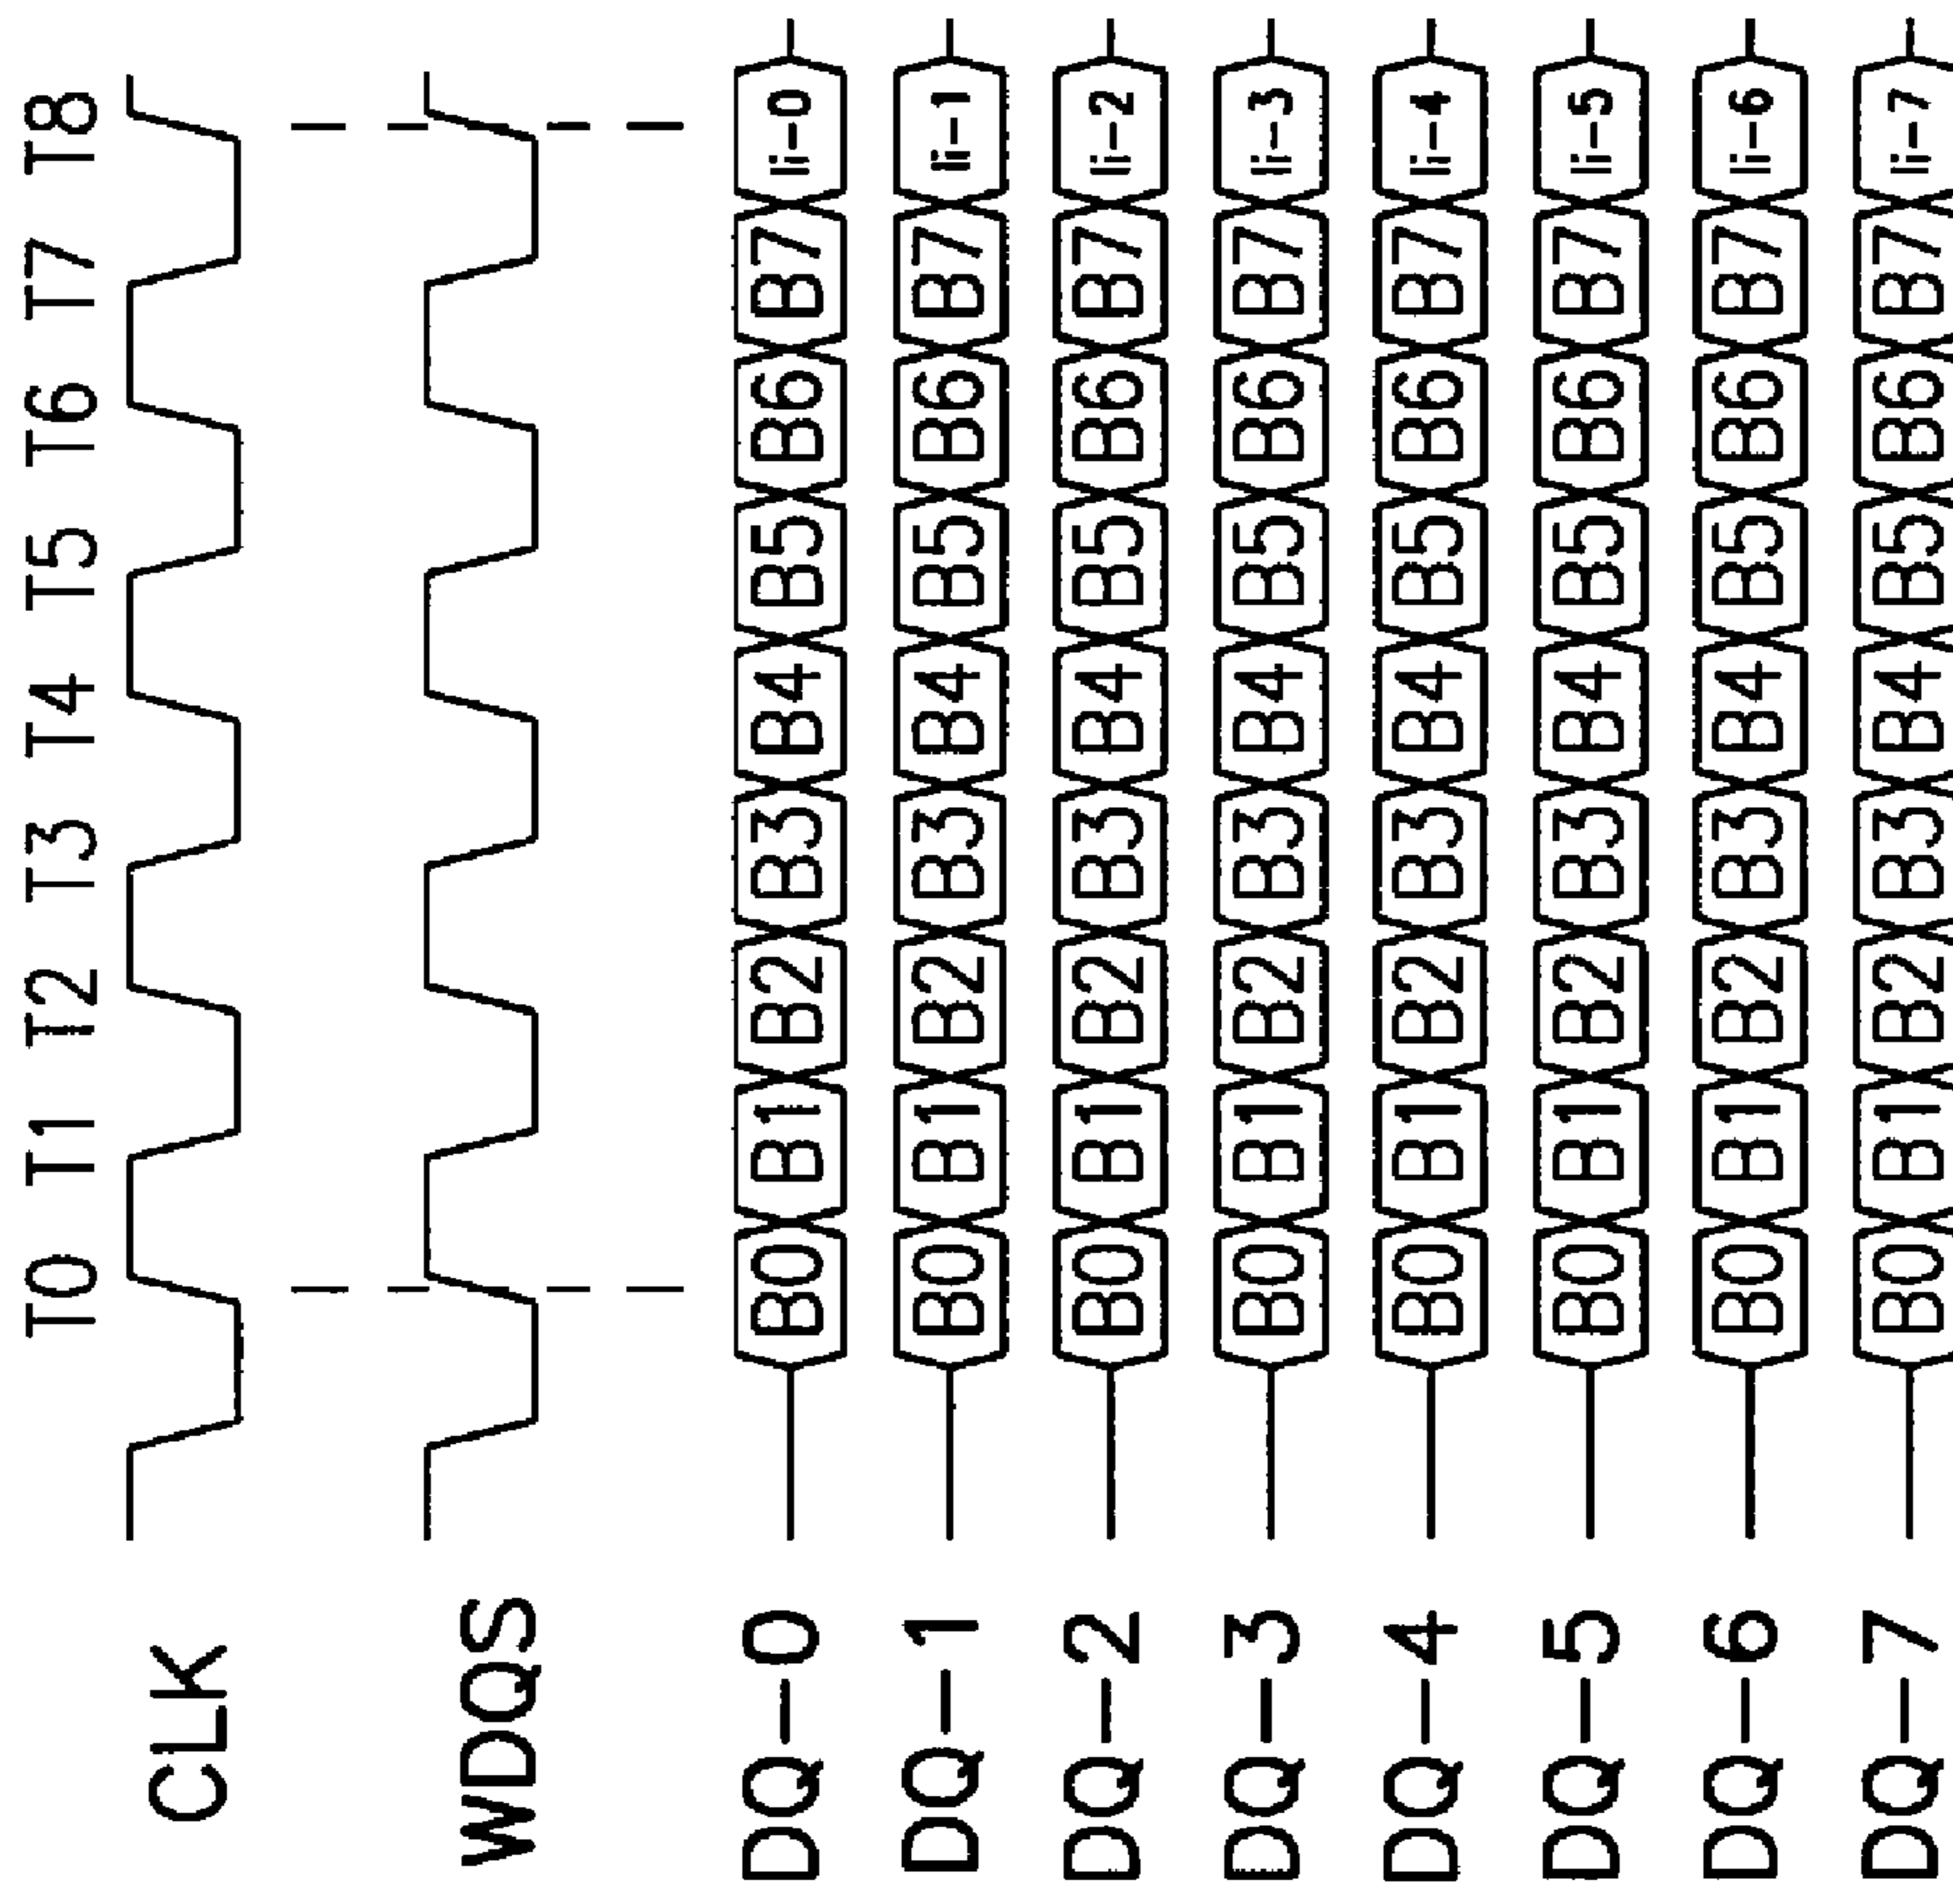 T0 T1 T2 T3 T4 T5 T6 T7 T8
CLK
WDQS
DQ-0 B0 B1 B2 B3 B4 B5 B6 B7 Ii-0
DQ-1 B0 B1 B2 B3 B4 B5 B6 B7 Ii-1
DQ-2 B0 B1 B2 B3 B4 B5 B6 B7 Ii-2
DQ-3 B0 B1 B2 B3 B4 B5 B6 B7 Ii-3
DQ-4 B0 B1 B2 B3 B4 B5 B6 B7 Ii-4
DQ-5 B0 B1 B2 B3 B4 B5 B6 B7 Ii-5
DQ-6 B0 B1 B2 B3 B4 B5 B6 B7 Ii-6
DQ-7 B0 B1 B2 B3 B4 B5 B6 B7 Ii-7